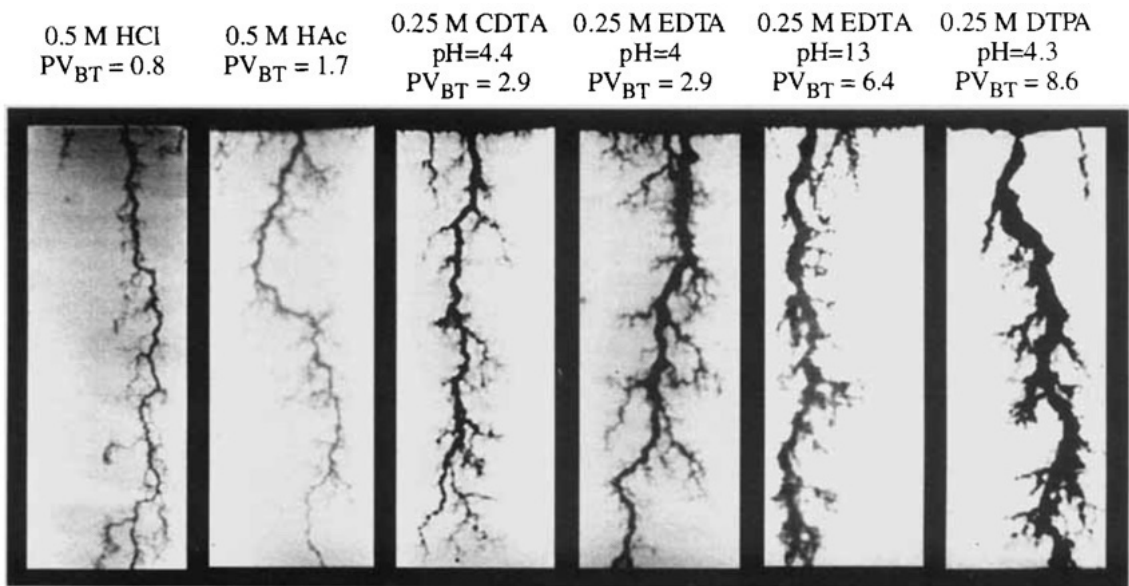 0.5 M HCl
PV_BT = 0.8
0.5 M HAc
PV_BT = 1.7
0.25 M CDTA
pH=4.4
PV_BT = 2.9
0.25 M EDTA
pH=4
PV_BT = 2.9
0.25 M EDTA
pH=13
PV_BT = 6.4
0.25 M DTPA
pH=4.3
PV_BT = 8.6